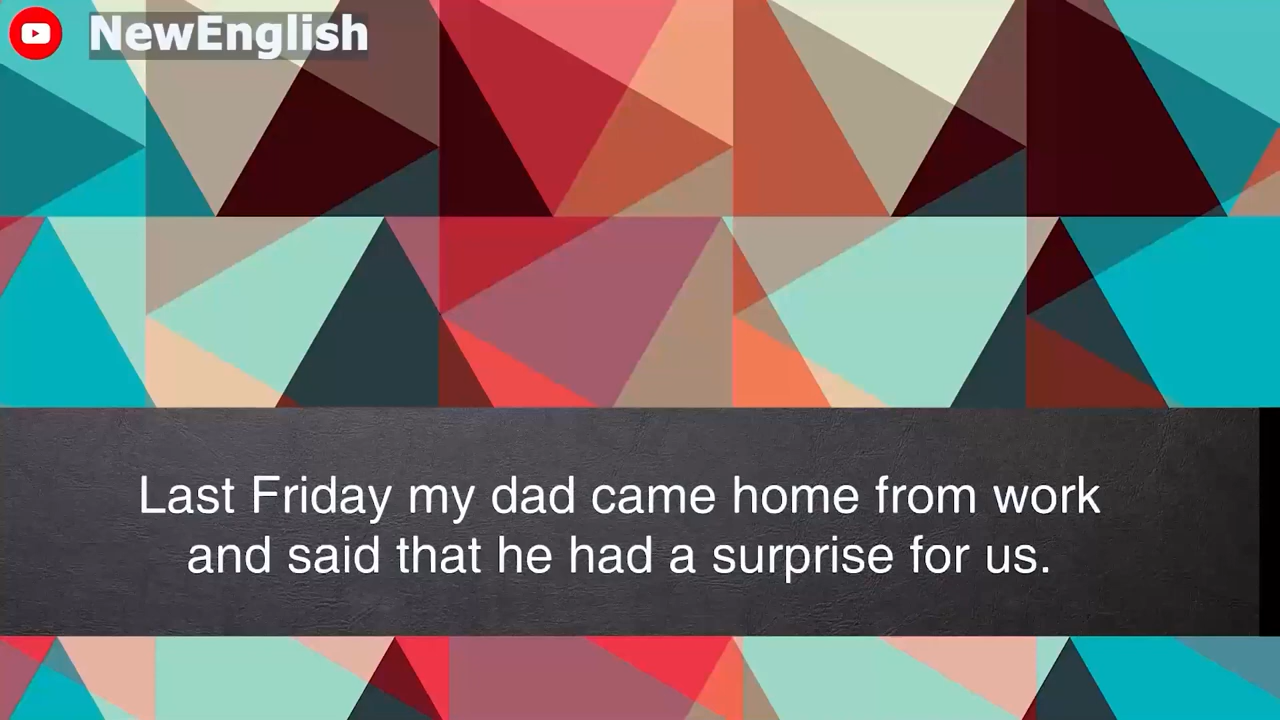 NewEnglish
Last Friday my dad came home from work
and said that he had a surprise for us.